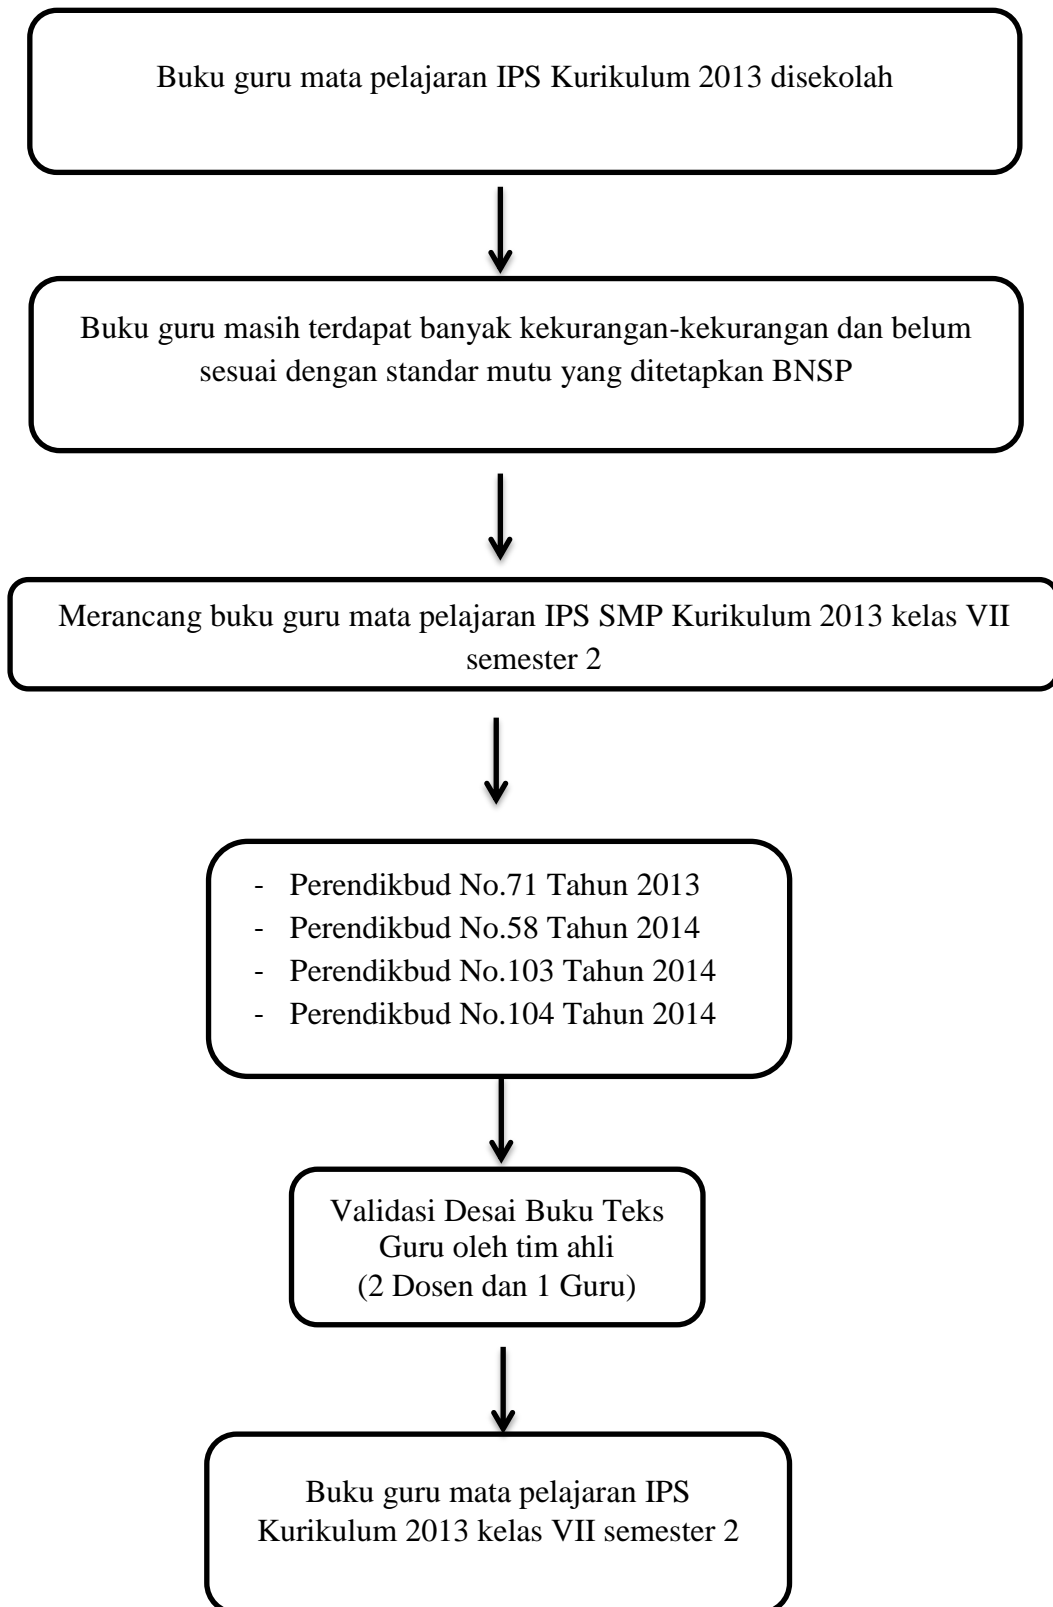 Buku guru mata pelajaran IPS Kurikulum 2013 disekolah
Buku guru masih terdapat banyak kekurangan-kekurangan dan belum
sesuai dengan standar mutu yang ditetapkan BNSP
Merancang buku guru mata pelajaran IPS SMP Kurikulum 2013 kelas VII
semester 2
- Perendikbud No.71 Tahun 2013
- Perendikbud No.58 Tahun 2014
- Perendikbud No.103 Tahun 2014
- Perendikbud No.104 Tahun 2014
Validasi Desai Buku Teks
Guru oleh tim ahli
(2 Dosen dan 1 Guru)
Buku guru mata pelajaran IPS
Kurikulum 2013 kelas VII semester 2